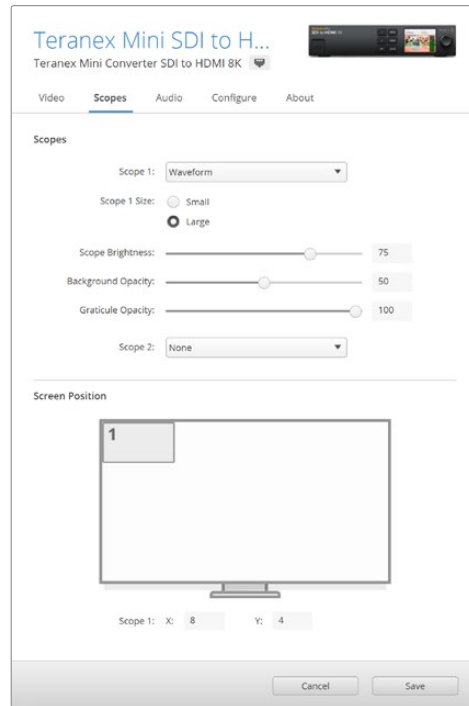 Teranex Mini SDI to H...
Teranex Mini Converter SDI to HDMI 8K
Video Scopes Audio Configure About
Scopes
Scope 1: Waveform
Scope 1 Size: Small
Large
Scope Brightness: 75
Background Opacity: 50
Graticule Opacity: 100
Scope 2: None
Screen Position
1
Scope 1: X: 8 Y: 4
Cancel Save